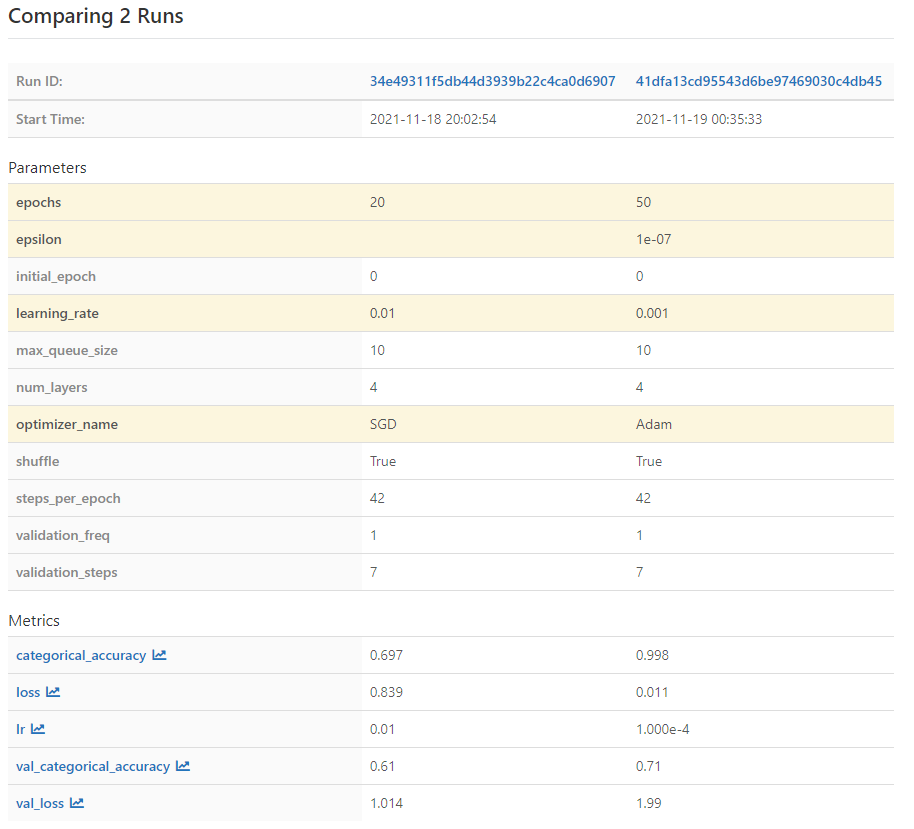 Comparing 2 Runs
Run ID: 34e49311f5db44d3939b22c4ca0d6907 41dfa13cd95543d6be97469030c4db45
Start Time: 2021-11-18 20:02:54 2021-11-19 00:35:33
Parameters
epochs 20 50
epsilon 1e-07
initial_epoch 0 0
learning_rate 0.01 0.001
max_queue_size 10 10
num_layers 4 4
optimizer_name SGD Adam
shuffle True True
steps_per_epoch 42 42
validation_freq 1 1
validation_steps 7 7
Metrics
categorical_accuracy 0.697 0.998
loss 0.839 0.011
lr 0.01 1.000e-4
val_categorical_accuracy 0.61 0.71
val_loss 1.014 1.99